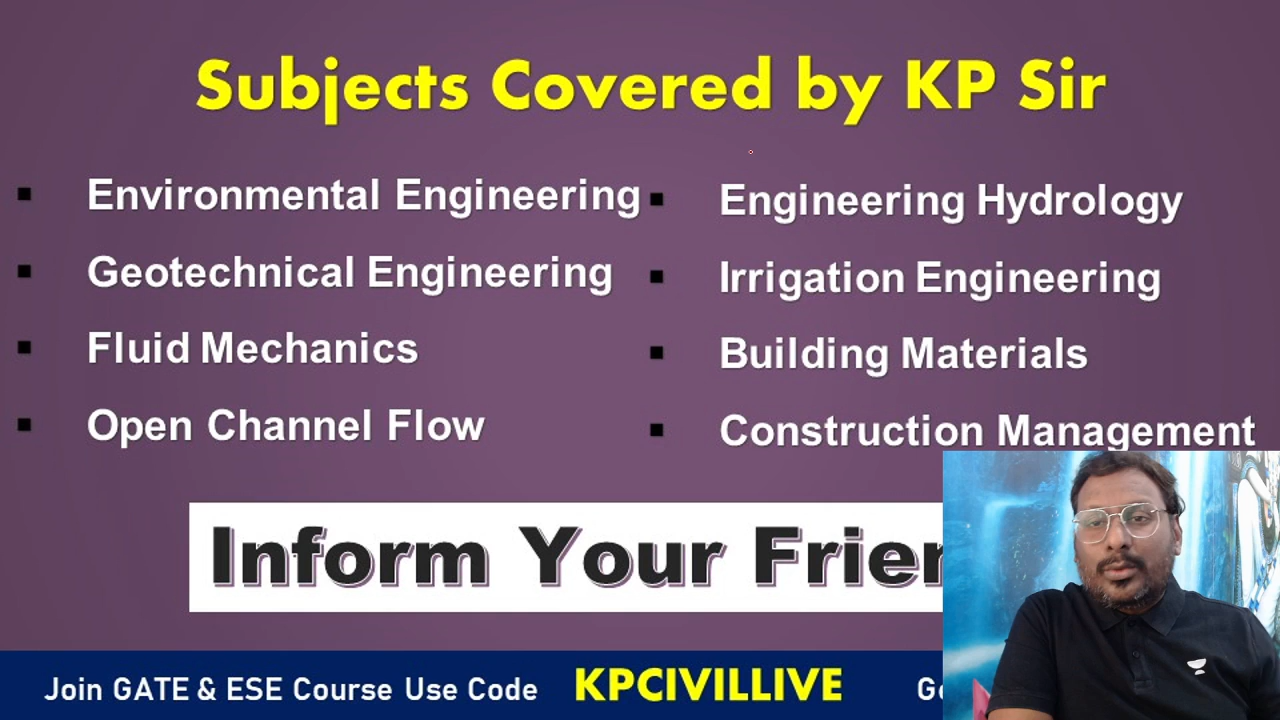 Subjects Covered by KP Sir
Environmental Engineering
Geotechnical Engineering
Fluid Mechanics
Open Channel Flow
Engineering Hydrology
Irrigation Engineering
Building Materials
Construction Management
Inform Your
Join GATE & ESE Course Use Code KPCIVILLIVE